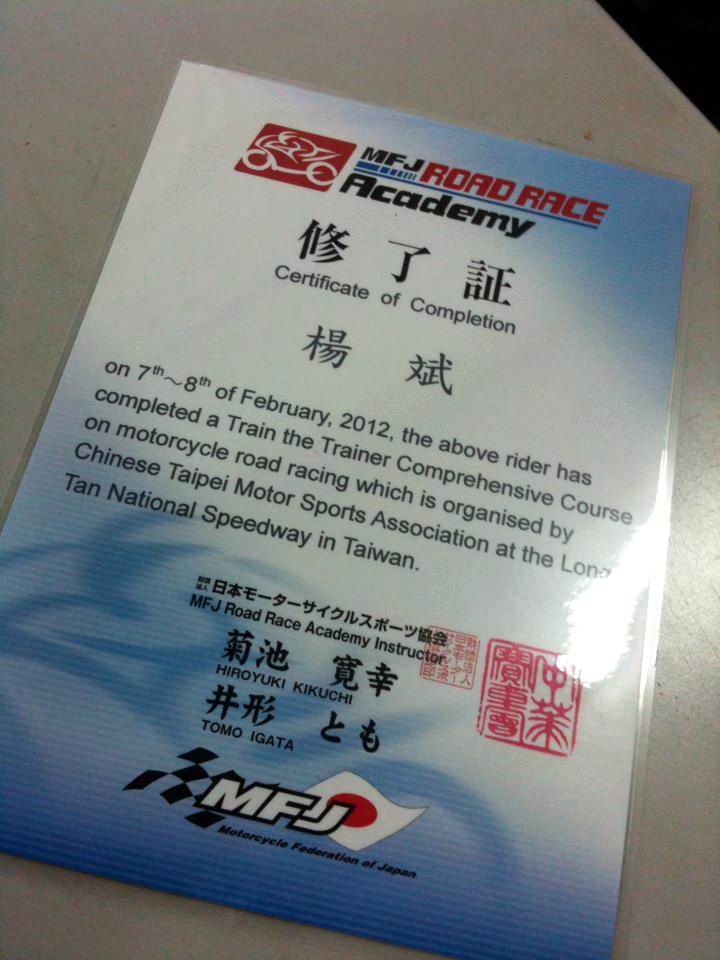 MFJ ROAD RACE
Academy
修了証
Certificate of Completion
楊 斌
on 7th~8th of February, 2012, the above rider has
completed a Train the Trainer Comprehensive Course
on motorcycle road racing which is organised by
Chinese Taipei Motor Sports Association at the Long
Tan National Speedway in Taiwan.
財団法人 日本モーターサイクルスポーツ協会
MFJ Road Race Academy Instructor
菊池 寛幸
HIROYUKI KIKUCHI
井形 とも
TOMO IGATA
MFJ
Motorcycle Federation of Japan